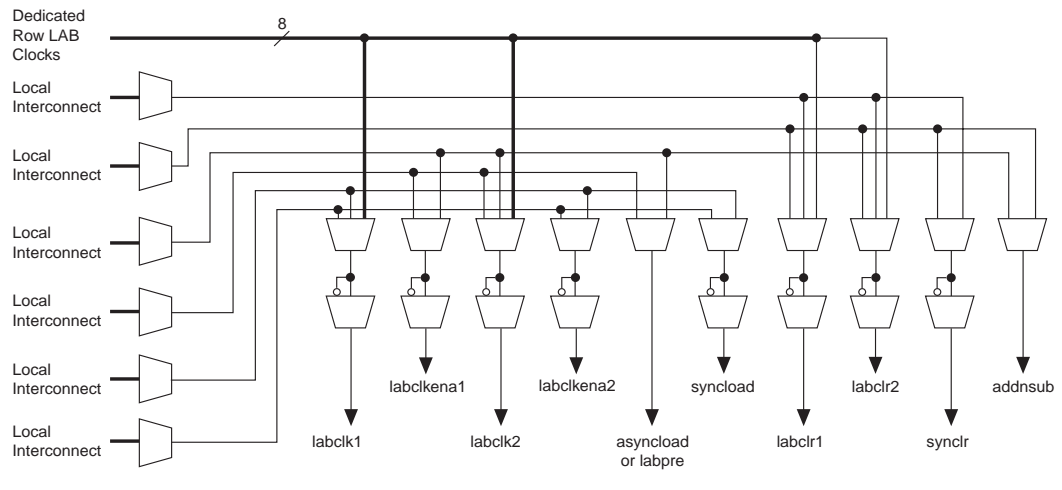 Dedicated
Row LAB
Clocks
8
Local
Interconnect
Local
Interconnect
Local
Interconnect
Local
Interconnect
Local
Interconnect
Local
Interconnect
labclkena1
labclkena2
syncload
labclr2
addnsub
labclk1
labclk2
asyncload
or labpre
labclr1
synclr